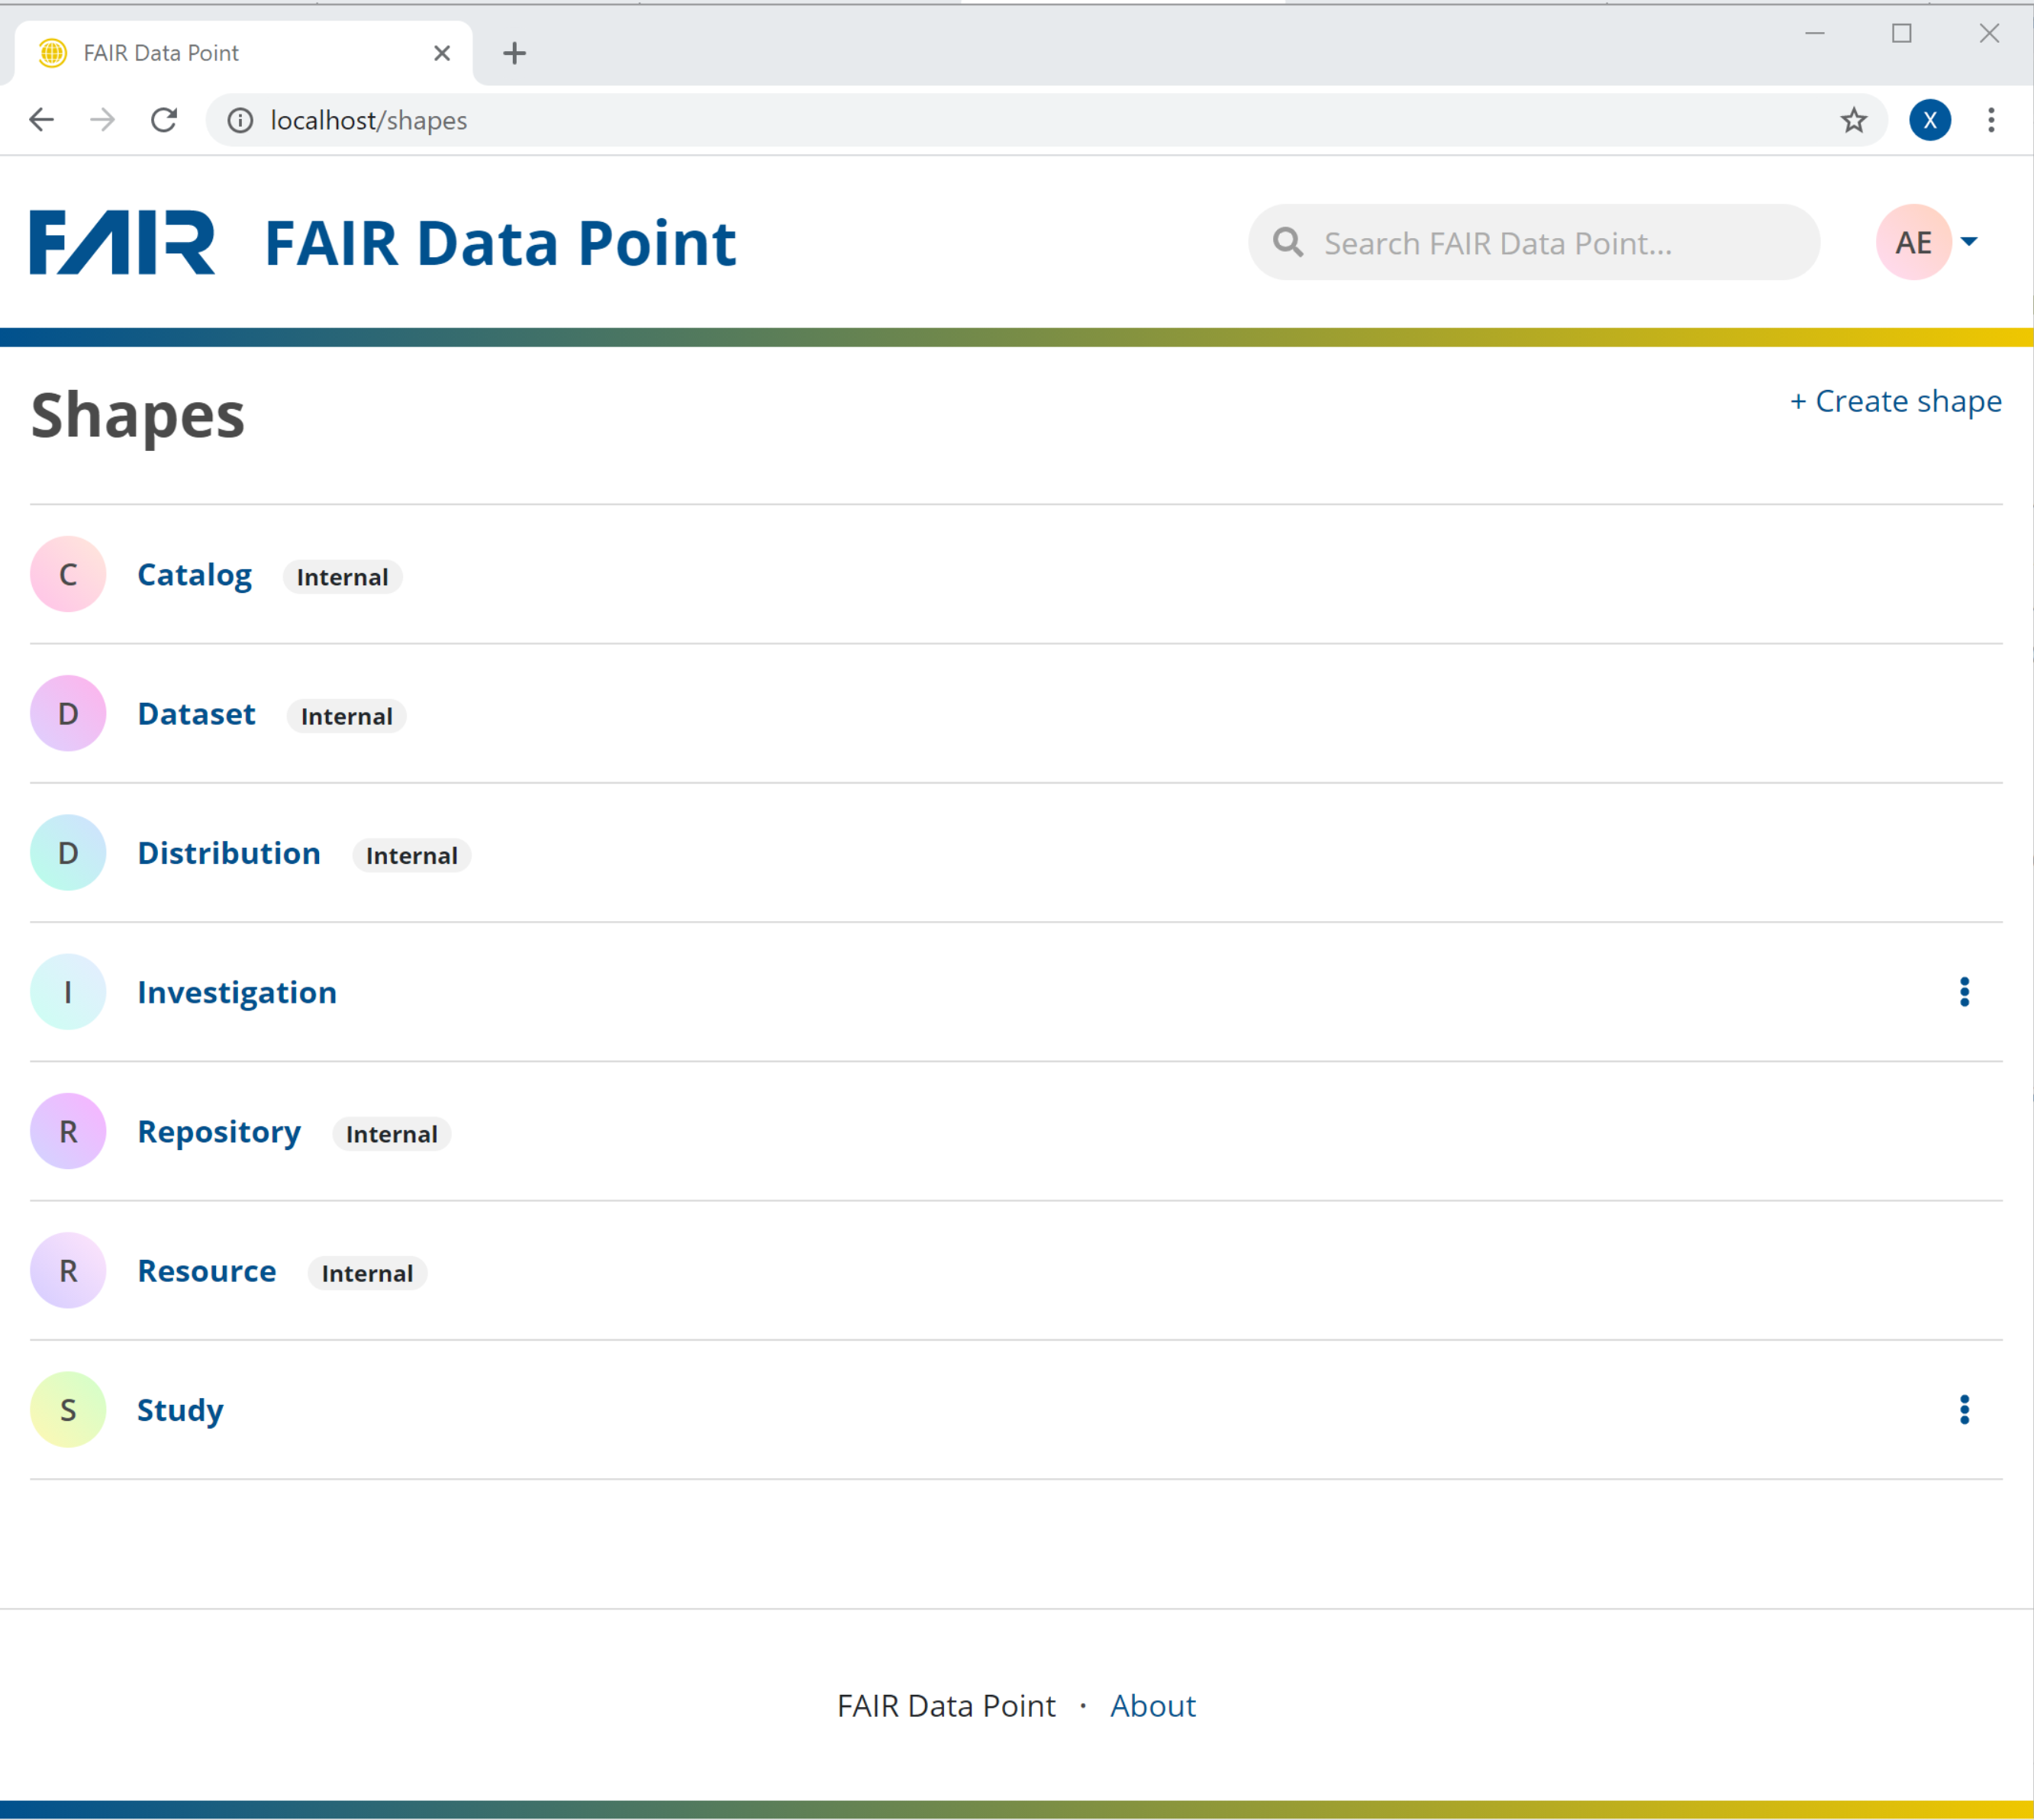 FAIR Data Point
localhost/shapes
X
FAIR FAIR Data Point
Search FAIR Data Point...
AE
Shapes
+ Create shape
C Catalog Internal
D Dataset Internal
D Distribution Internal
I Investigation
R Repository Internal
R Resource Internal
S Study
FAIR Data Point · About